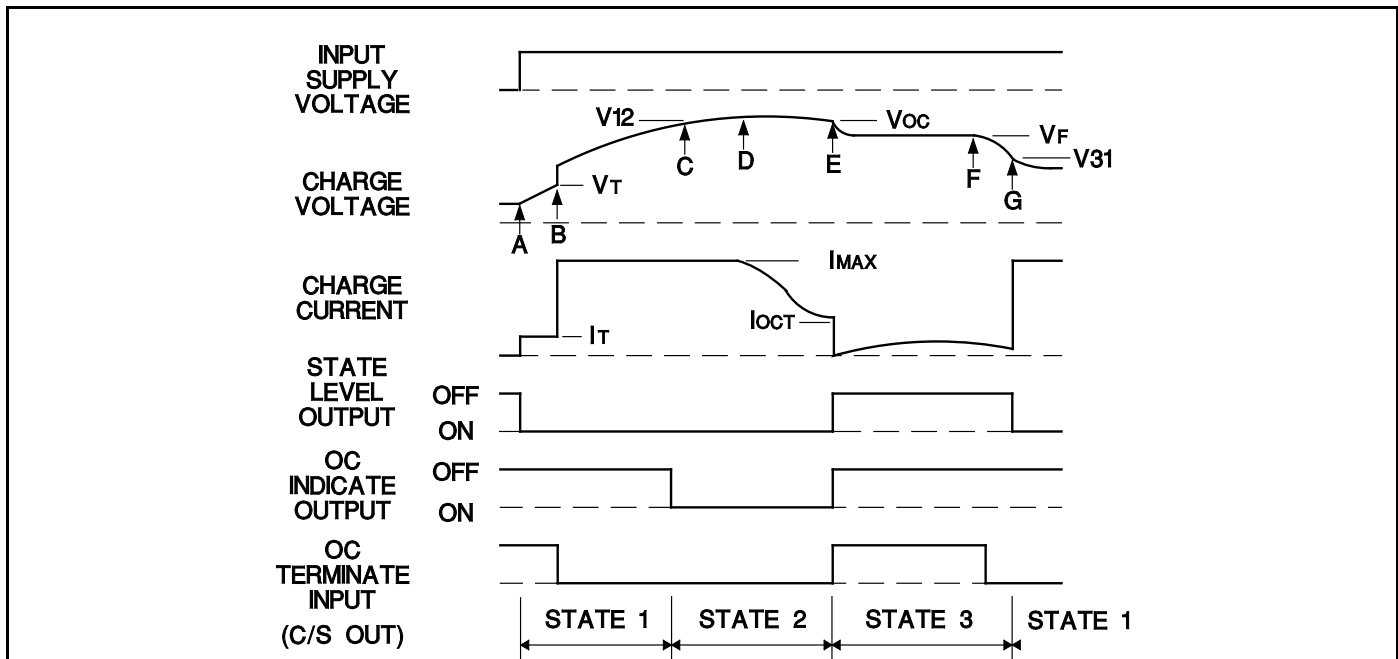 INPUT
SUPPLY
VOLTAGE
V12
VOC
VF
V31
C
D
E
F
G
CHARGE
VOLTAGE
VT
A
B
IMAX
CHARGE
CURRENT
IOCT
IT
STATE
LEVEL
OUTPUT
OFF
ON
OC
INDICATE
OUTPUT
OFF
ON
OC
TERMINATE
INPUT
(C/S OUT)
STATE 1
STATE 2
STATE 3
STATE 1